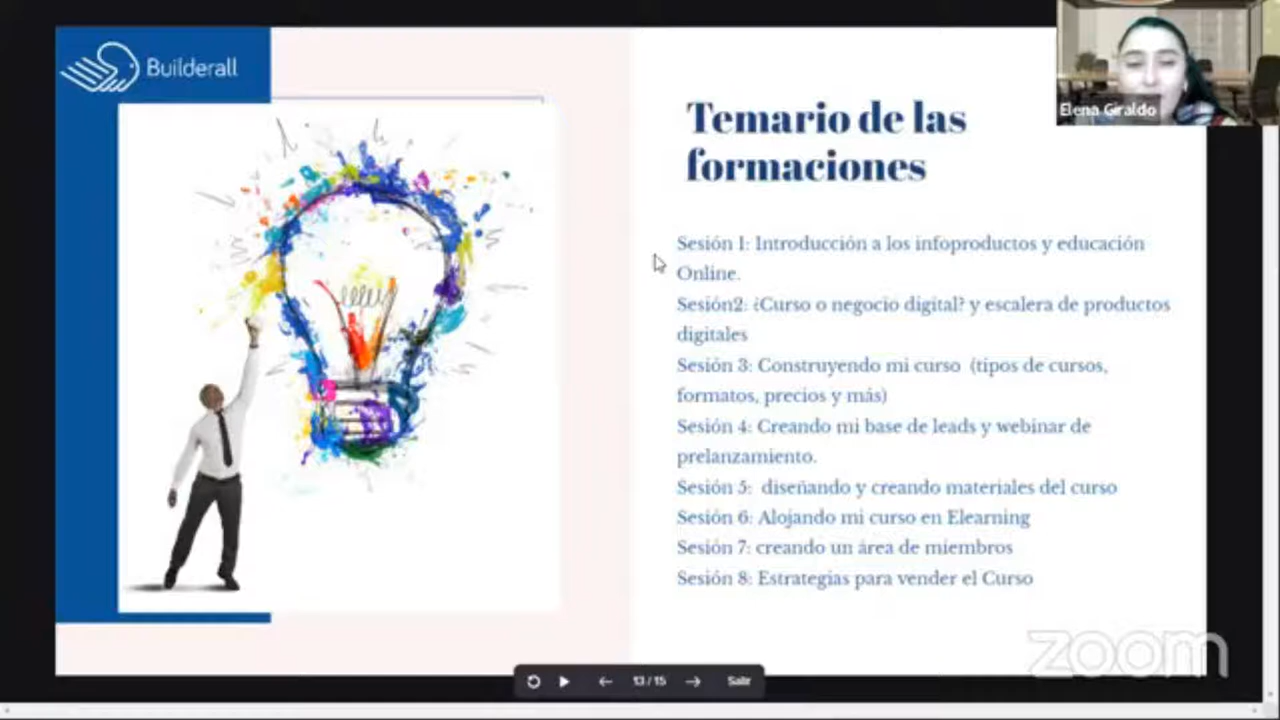 Builderall
Elena Giraldo
Temario de las
formaciones
Sesión 1: Introducción a los infoproductos y educación
Online.
Sesión2: ¿Curso o negocio digital? y escalera de productos
digitales
Sesión 3: Construyendo mi curso (tipos de cursos,
formatos, precios y más)
Sesión 4: Creando mi base de leads y webinar de
prelanzamiento.
Sesión 5: diseñando y creando materiales del curso
Sesión 6: Alojando mi curso en Elearning
Sesión 7: creando un área de miembros
Sesión 8: Estrategias para vender el Curso
zoom
13 / 15 Salir